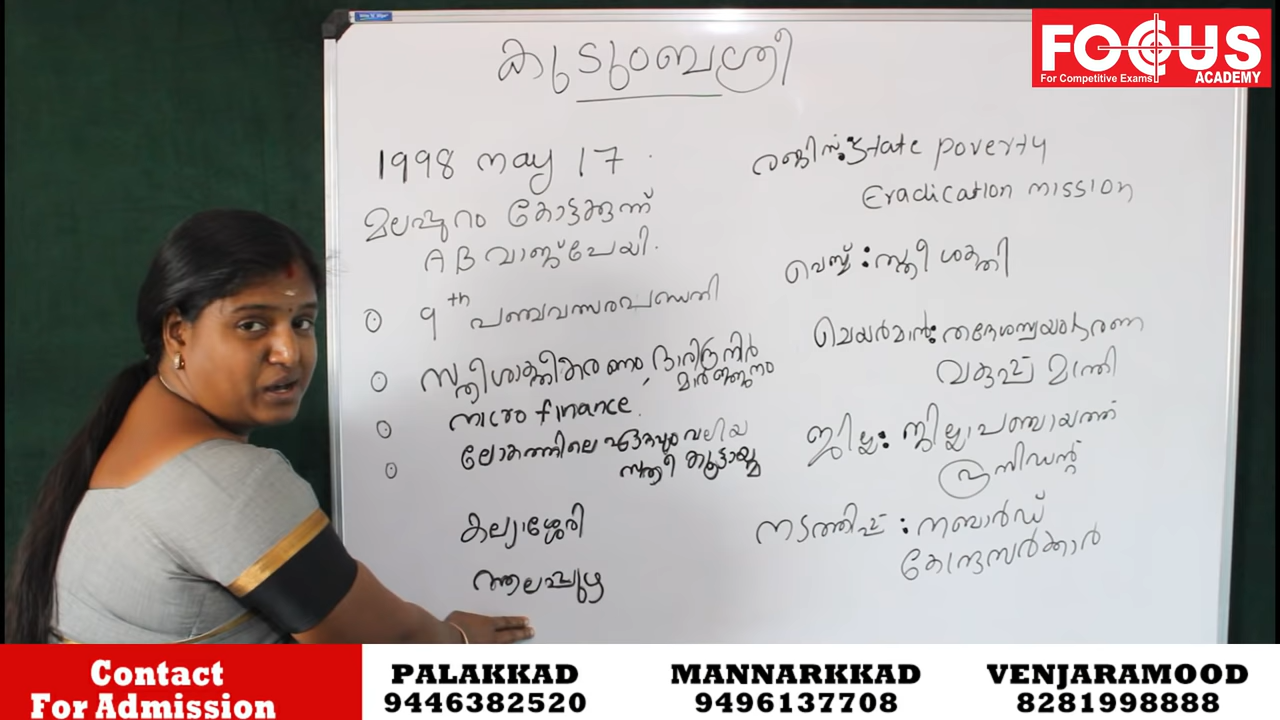 കുടുംബശ്രീ
FOCUS
For Competitive Exams
ACADEMY
1998 may 17
മലപ്പുറം കോട്ടക്കുന്ന്
A B വാജ്പേയി.
9th പഞ്ചവത്സരപദ്ധതി
സ്ത്രീശാക്തീകരണം, ദാരിദ്ര്യനിർ
മാർജ്ജനം
micro finance.
ലോകത്തിലെ ഏറ്റവും വലിയ
സ്ത്രീ കൂട്ടായ്മ
കല്യാശ്ശേരി
ആലപ്പുഴ
രജിസ്: State poverty
Eradication mission
വെബ്ബ് : സ്ത്രീ ശക്തി
ചെയർമാൻ: തദ്ദേശസ്വയംഭരണ
വകുപ്പ് മന്ത്രി
ജില്ല: ജില്ലാപഞ്ചായത്ത്
പ്രസിഡന്റ്
നടത്തിപ്പ് : നബാർഡ്
കേന്ദ്രസർക്കാർ
Contact
For Admission
PALAKKAD
9446382520
MANNARKKAD
9496137708
VENJARAMOOD
8281998888